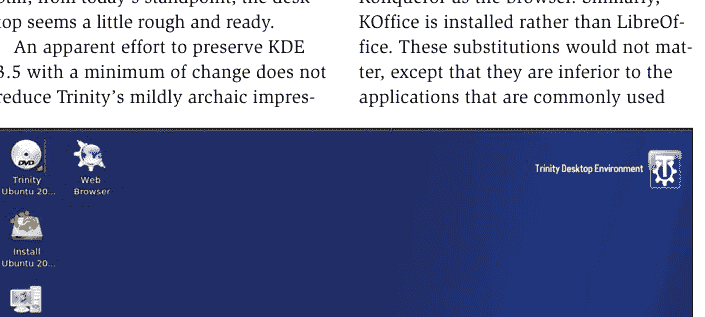 from today's standpoint, the desk-
top seems a little rough and ready.
An apparent effort to preserve KDE
3.5 with a minimum of change does not
reduce Trinity's mildly archaic impres-
Konqueror as the browser. Similarly,
KOffice is installed rather than LibreOf-
fice. These substitutions would not mat-
ter, except that they are inferior to the
applications that are commonly used
Trinity
Ubuntu 20...
Web
Browser
Trinity Desktop Environment
Install
Ubuntu 20...